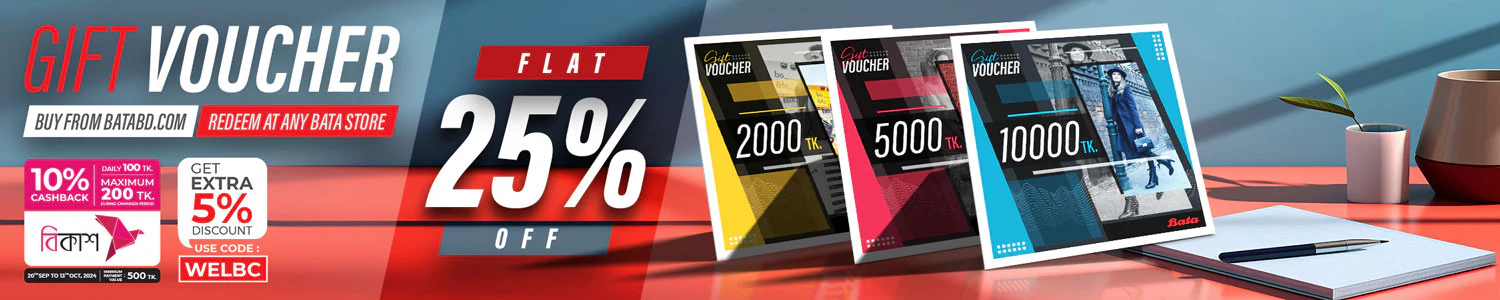 GIFT VOUCHER
BUY FROM BATABD.COM
REDEEM AT ANY BATA STORE
10%
CASHBACK
DAILY 100 TK.
MAXIMUM
200 TK.
DURING CAMPAIGN PERIOD
বিকাশ
20TH SEP TO 13TH OCT, 2024
MINIMUM
PAYMENT :
VALUE
500 TK.
GET
EXTRA
5%
DISCOUNT
USE CODE :
WELBC
FLAT
25%
OFF
Gift
VOUCHER
2000 TK.
Gift
VOUCHER
5000 TK.
Gift
VOUCHER
10000 TK.
Bata